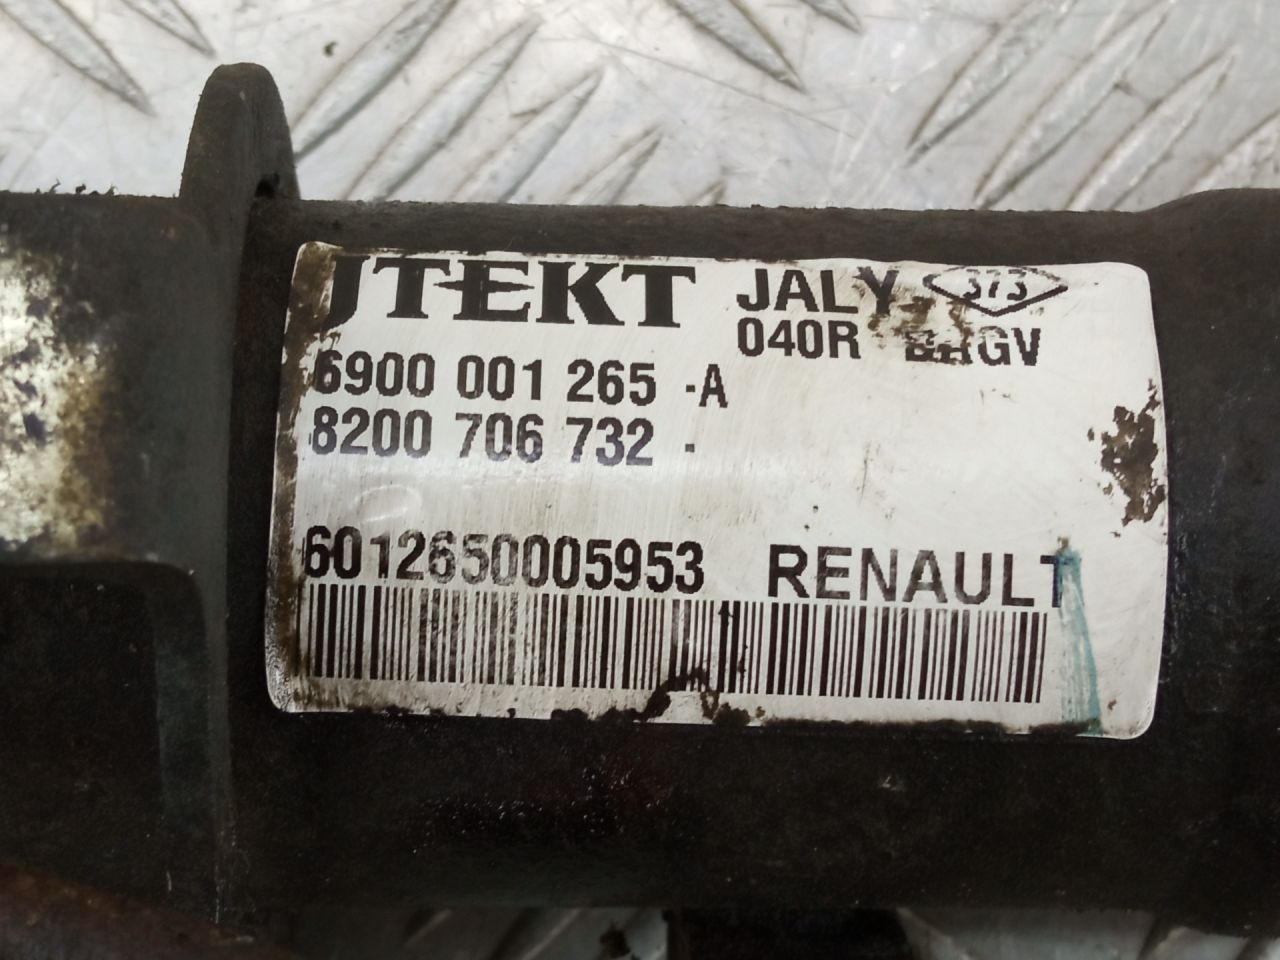 JTEKT JALY 373
040R
6900 001 265 -A
8200 706 732 -
6012650005953 RENAULT